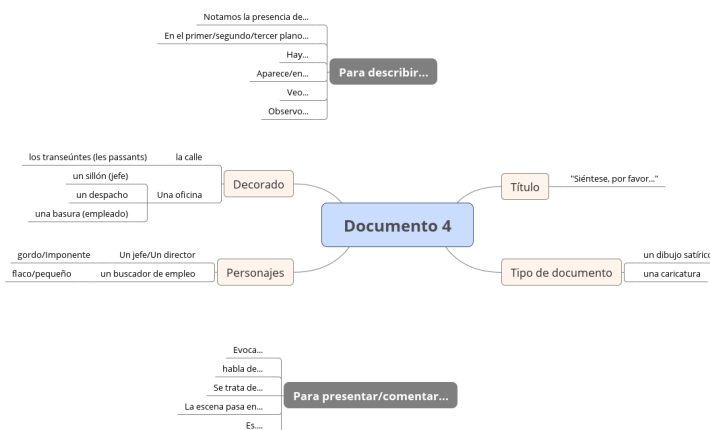 Notamos la presencia de...
En el primer/segundo/tercer plano...
Hay...
Aparece/en...
Veo...
Observo...
Para describir...
los transeúntes (les passants)
la calle
un sillón (jefe)
un despacho
una basura (empleado)
Una oficina
Decorado
gordo/Imponente
Un jefe/Un director
flaco/pequeño
un buscador de empleo
Personajes
Documento 4
Título
"Siéntese, por favor..."
Tipo de documento
un dibujo satírico
una caricatura
Evoca...
habla de...
Se trata de...
La escena pasa en...
Es....
Para presentar/comentar...